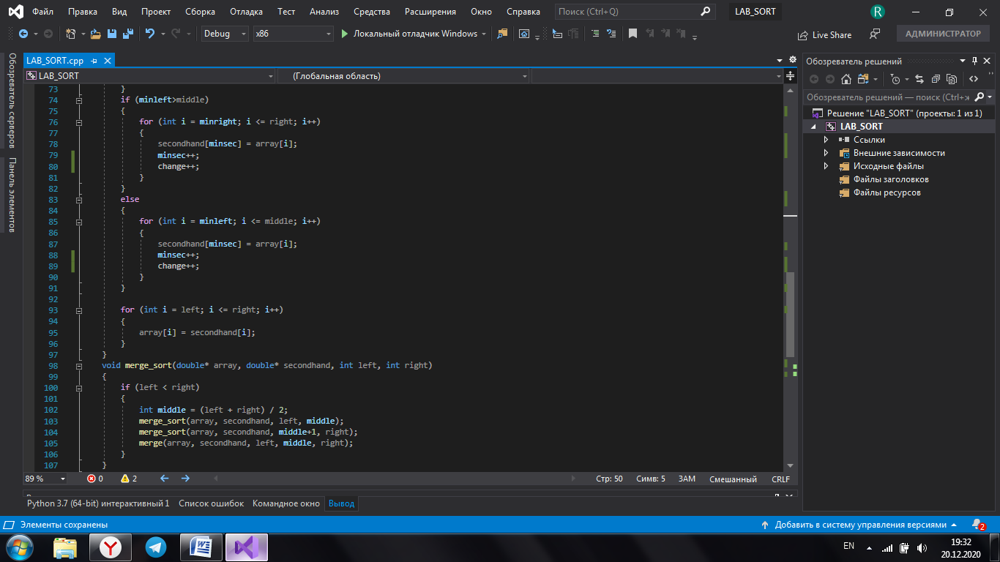 Файл Правка Вид Проект Сборка Отладка Тест Анализ Средства Расширения Окно Справка Поиск (Ctrl+Q) LAB_SORT R
Debug x86 Локальный отладчик Windows Live Share АДМИНИСТРАТОР
Обозреватель серверов
Панель элементов
LAB_SORT.cpp
LAB_SORT (Глобальная область)
73 }
74 if (minleft>middle)
75 {
76 for (int i = minright; i <= right; i++)
77 {
78 secondhand[minsec] = array[i];
79 minsec++;
80 change++;
81 }
82 }
83 else
84 {
85 for (int i = minleft; i <= middle; i++)
86 {
87 secondhand[minsec] = array[i];
88 minsec++;
89 change++;
90 }
91 }
92
93 for (int i = left; i <= right; i++)
94 {
95 array[i] = secondhand[i];
96 }
97 }
98 void merge_sort(double* array, double* secondhand, int left, int right)
99 {
100 if (left < right)
101 {
102 int middle = (left + right) / 2;
103 merge_sort(array, secondhand, left, middle);
104 merge_sort(array, secondhand, middle+1, right);
105 merge(array, secondhand, left, middle, right);
106 }
107 }
89 % 0 2 Стр: 50 Симв: 5 ЗАМ Смешанный CRLF
Python 3.7 (64-bit) интерактивный 1 Список ошибок Командное окно Вывод
Обозреватель решений
Обозреватель решений — поиск (Ctrl+ж
Решение "LAB_SORT" (проекты: 1 из 1)
LAB_SORT
Ссылки
Внешние зависимости
Исходные файлы
Файлы заголовков
Файлы ресурсов
Элементы сохранены Добавить в систему управления версиями 2
EN 19:32
20.12.2020